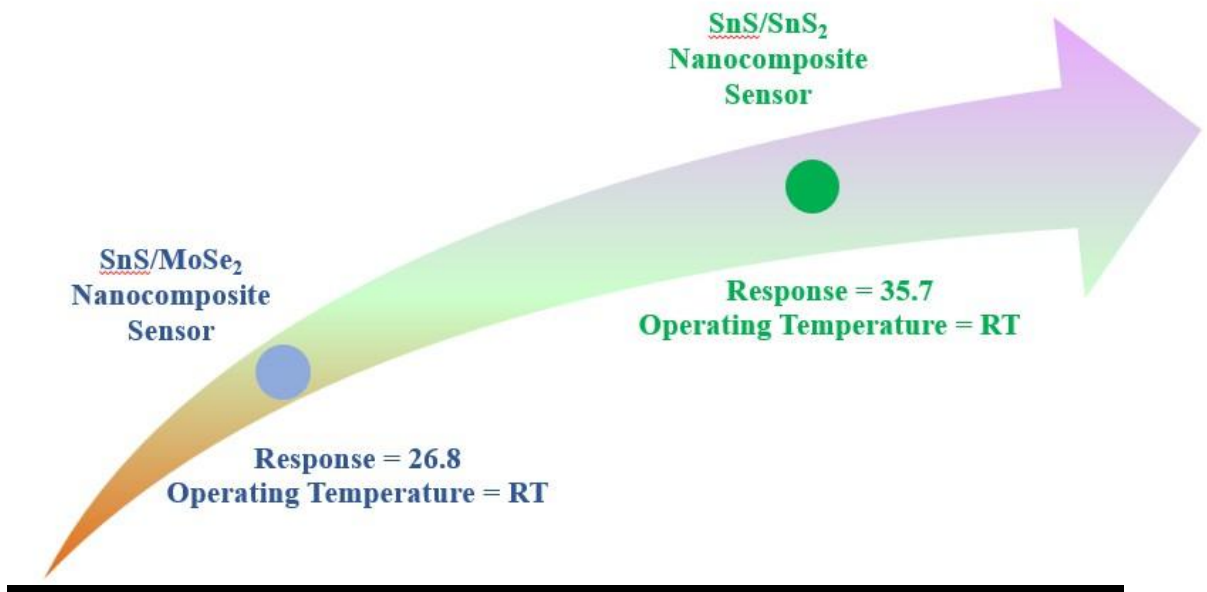 SnS/SnS₂
Nanocomposite
Sensor
SnS/MoSe₂
Nanocomposite
Sensor
Response = 35.7
Operating Temperature = RT
Response = 26.8
Operating Temperature = RT